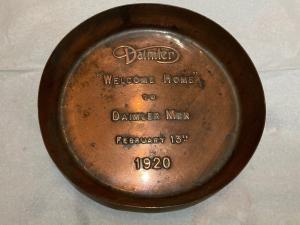 Daimler
"WELCOME HOME"
TO
DAIMLER MEN
FEBRUARY 13TH
1920